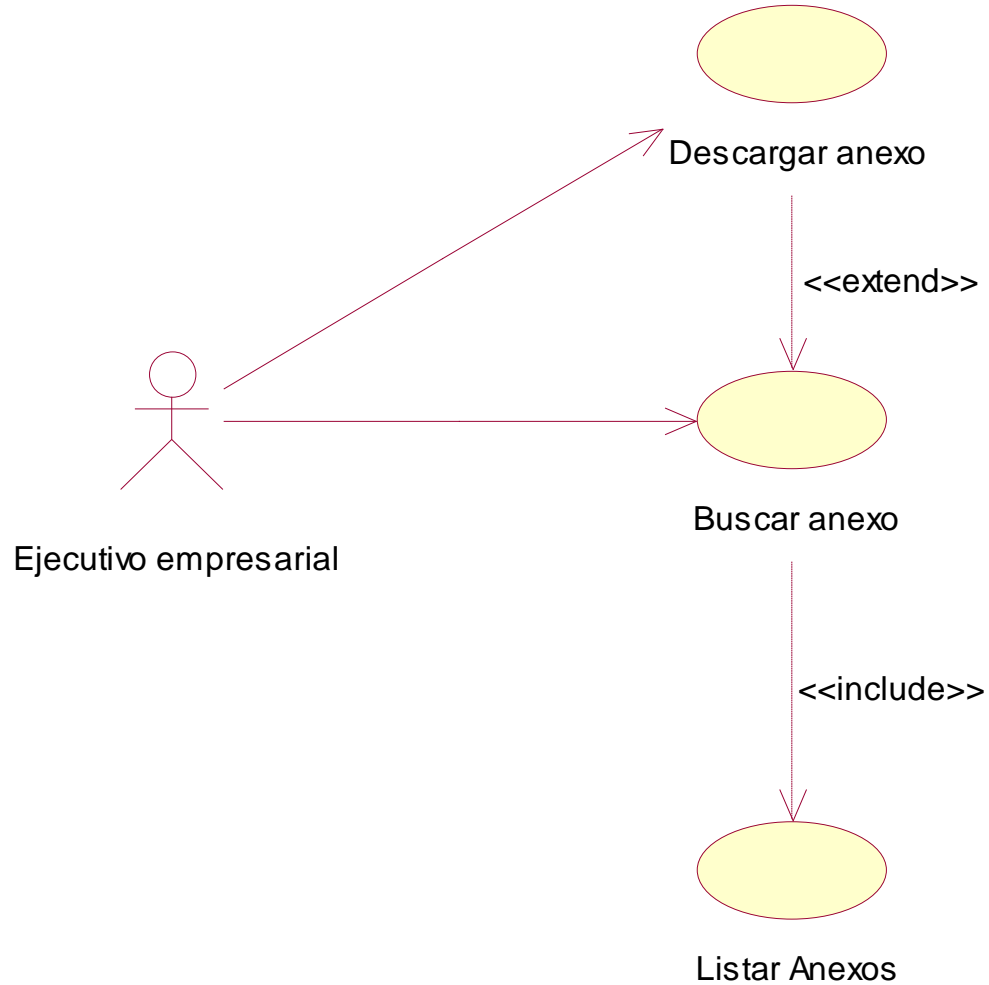 Descargar anexo
<<extend>>
Buscar anexo
Ejecutivo empresarial
<<include>>
Listar Anexos